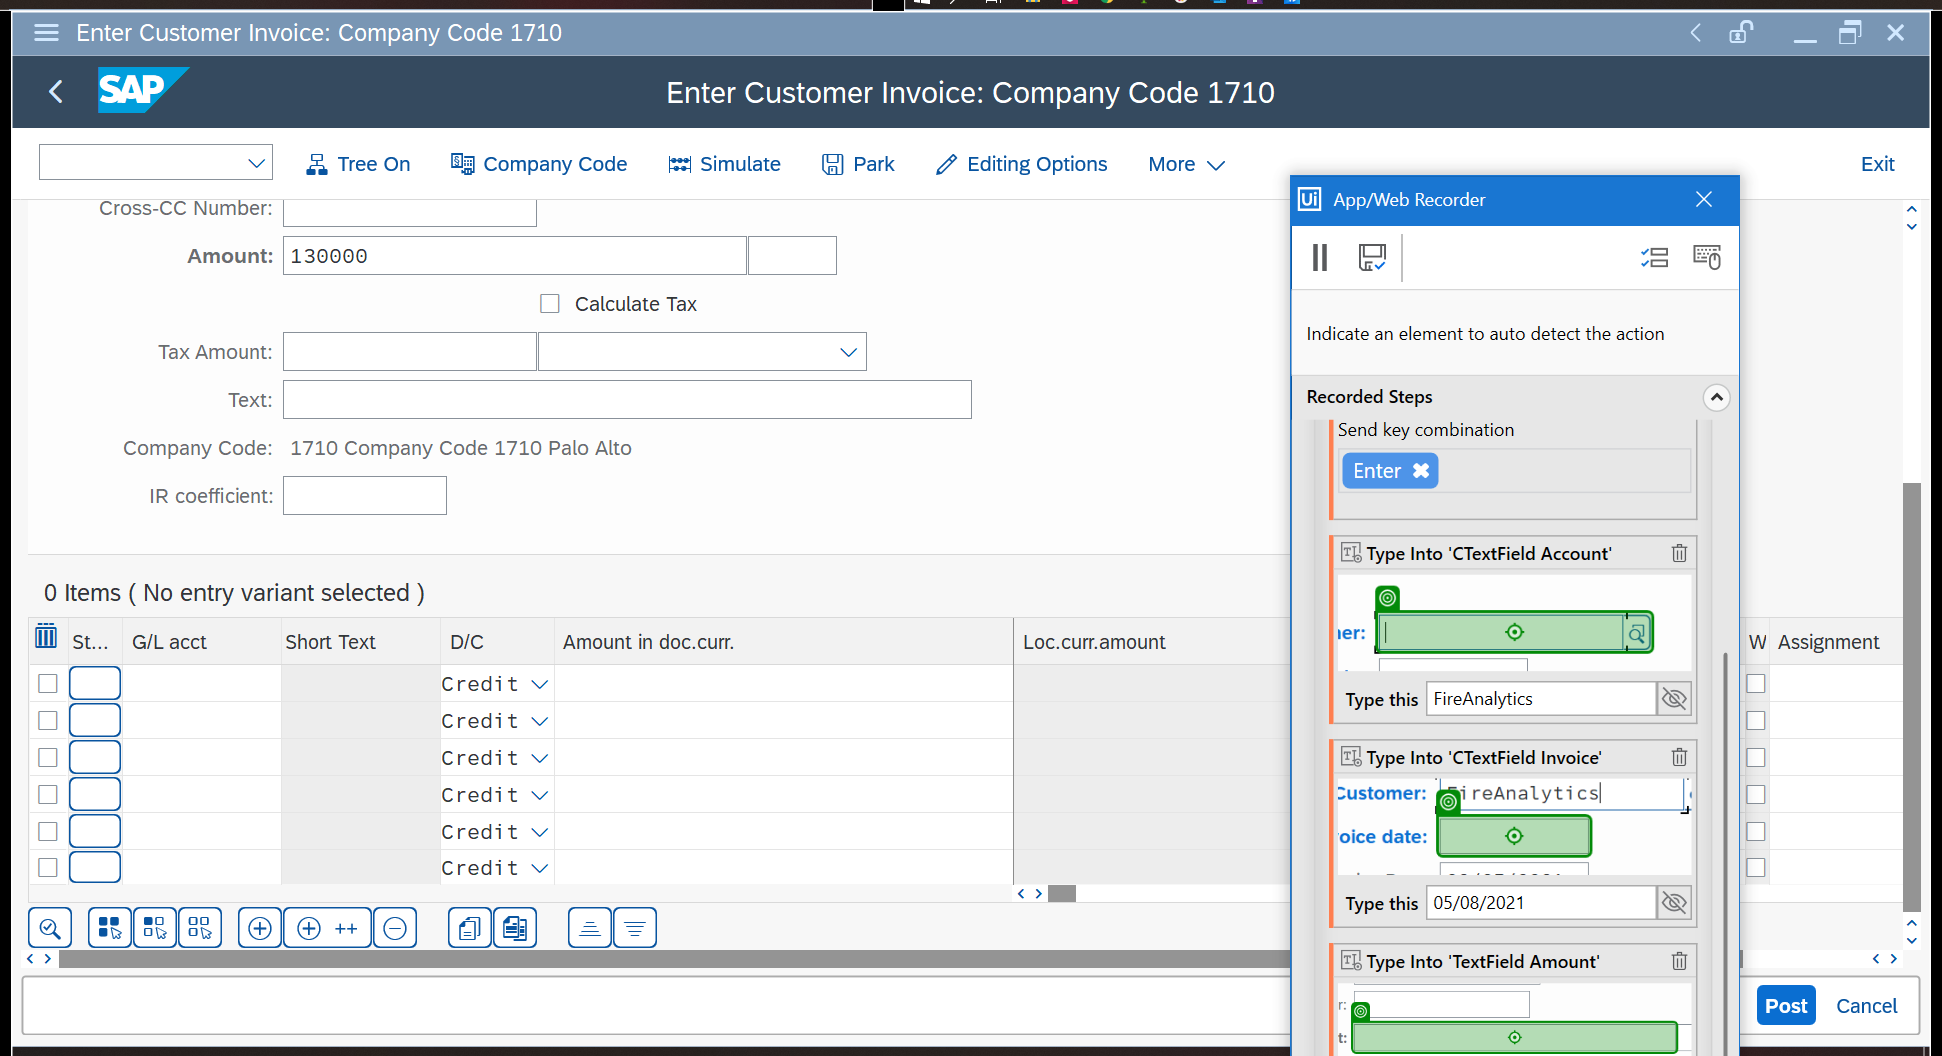 Enter Customer Invoice: Company Code 1710
SAP
Enter Customer Invoice: Company Code 1710
Tree On
Company Code
Simulate
Park
Editing Options
More
Exit
Cross-CC Number:
Amount: 130000
Calculate Tax
Tax Amount:
Text:
Company Code: 1710 Company Code 1710 Palo Alto
IR coefficient:
0 Items ( No entry variant selected )
St... G/L acct Short Text D/C Amount in doc.curr. Loc.curr.amount W Assignment
Credit
Credit
Credit
Credit
Credit
Credit
++
Post Cancel
Ui App/Web Recorder
Indicate an element to auto detect the action
Recorded Steps
Send key combination
Enter
Type Into 'CTextField Account'
er:
Type this FireAnalytics
Type Into 'CTextField Invoice'
Customer: FireAnalytics
oice date:
Type this 05/08/2021
Type Into 'TextField Amount'
r:
t: